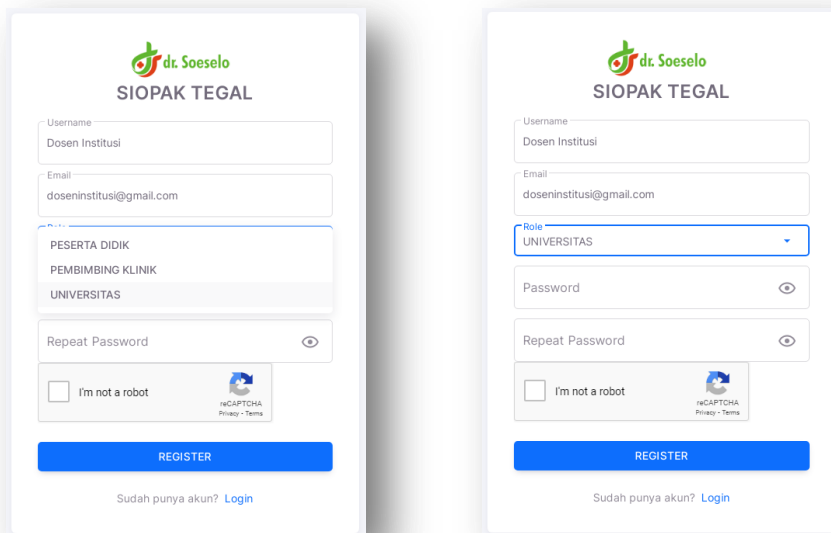 dr. Soeselo
SIOPAK TEGAL
Username
Dosen Institusi
Email
doseninstitusi@gmail.com
Role
PESERTA DIDIK
PEMBIMBING KLINIK
UNIVERSITAS
Repeat Password
I'm not a robot
reCAPTCHA
Privacy - Terms
REGISTER
Sudah punya akun? Login
dr. Soeselo
SIOPAK TEGAL
Username
Dosen Institusi
Email
doseninstitusi@gmail.com
Role
UNIVERSITAS
Password
Repeat Password
I'm not a robot
reCAPTCHA
Privacy - Terms
REGISTER
Sudah punya akun? Login